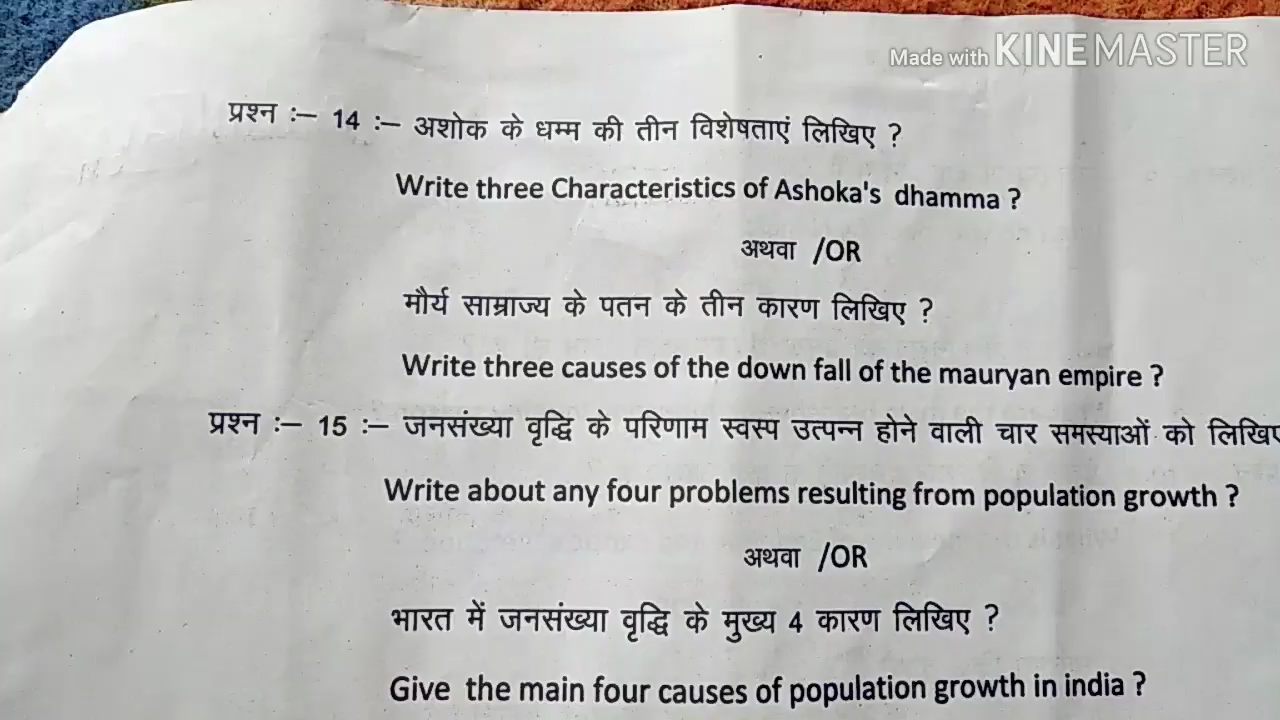 Made with KINEMASTER
प्रश्न :– 14 :– अशोक के धम्म की तीन विशेषताएं लिखिए ?
Write three Characteristics of Ashoka's dhamma ?
अथवा /OR
मौर्य साम्राज्य के पतन के तीन कारण लिखिए ?
Write three causes of the down fall of the mauryan empire ?
प्रश्न :– 15 :– जनसंख्या वृद्धि के परिणाम स्वस्प उत्पन्न होने वाली चार समस्याओं को लिखिए
Write about any four problems resulting from population growth ?
अथवा /OR
भारत में जनसंख्या वृद्धि के मुख्य 4 कारण लिखिए ?
Give the main four causes of population growth in india ?